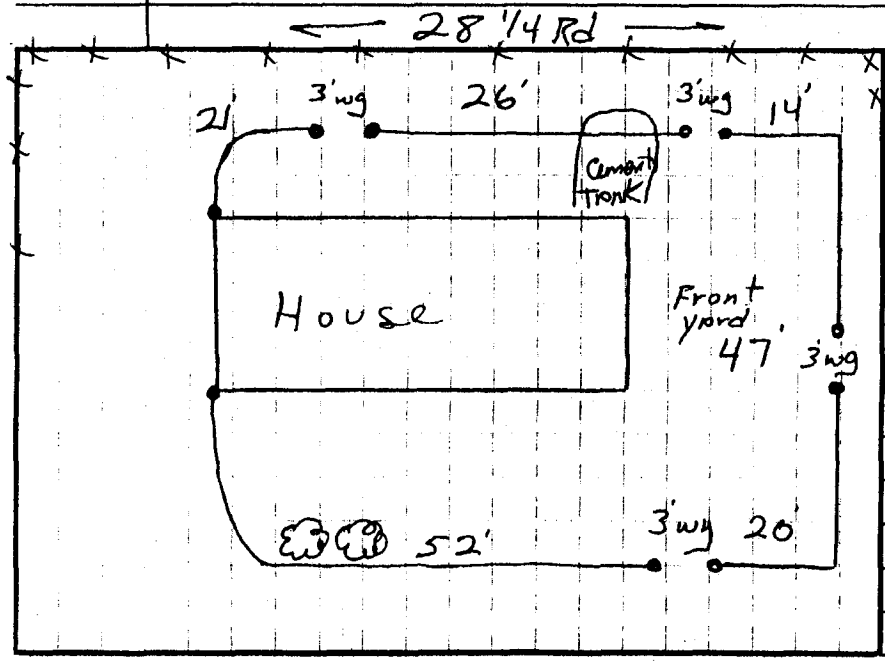 28 1/4 Rd
21' 3'wg 26' 3'wg 14'
Cement
Tronk
House
Front
yard
47' 3'wg
52' 3'wg 20'